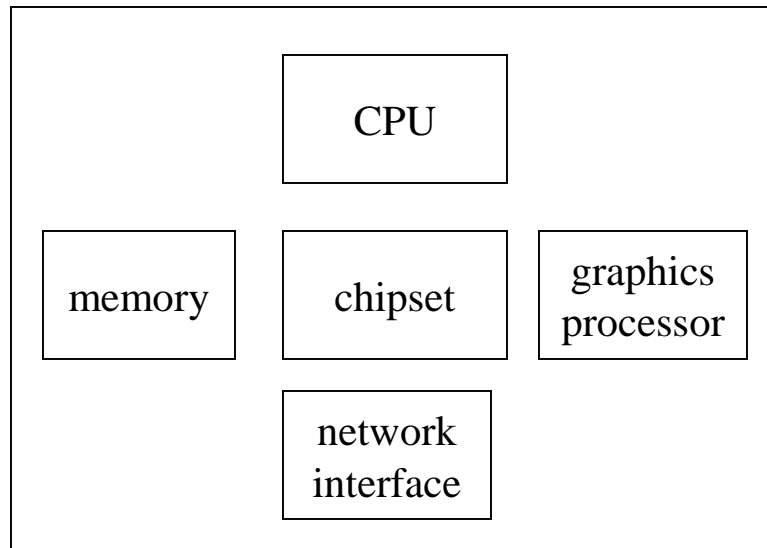 CPU
memory
chipset
graphics
processor
network
interface